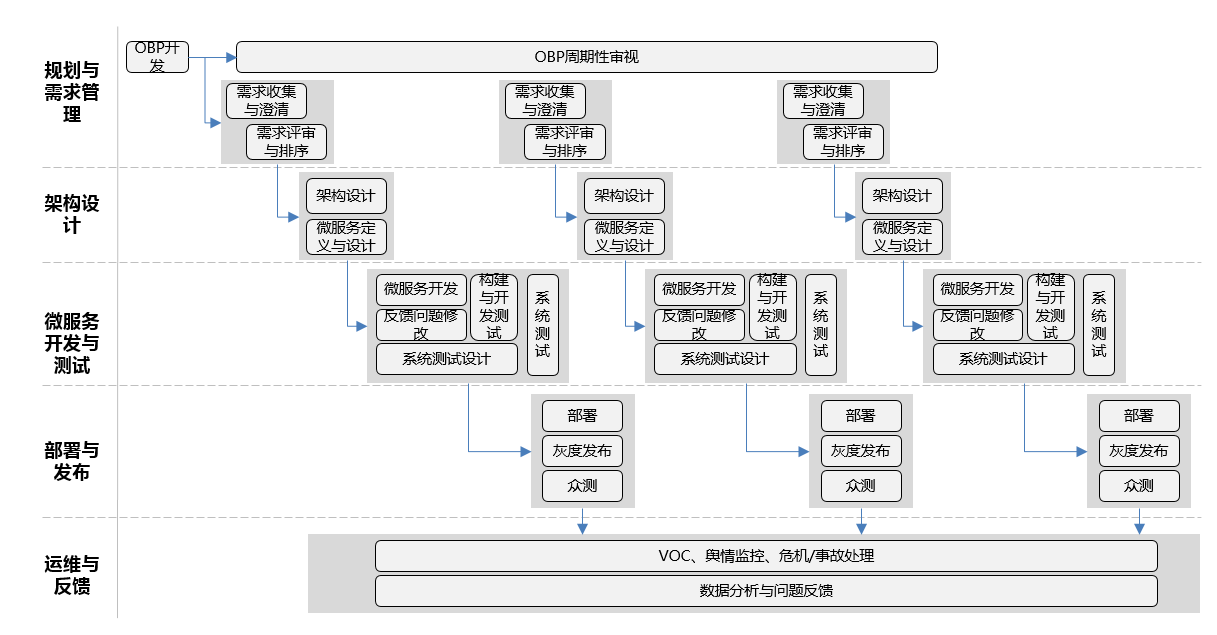 规划与
需求管
理
OBP开
发
OBP周期性审视
需求收集
与澄清
需求评审
与排序
需求收集
与澄清
需求评审
与排序
需求收集
与澄清
需求评审
与排序
架构设
计
架构设计
微服务定
义与设计
架构设计
微服务定
义与设计
架构设计
微服务定
义与设计
微服务
开发与
测试
微服务开发
反馈问题修
改
构建
与开
发测
试
系统测试设计
系
统
测
试
微服务开发
反馈问题修
改
构建
与开
发测
试
系统测试设计
系
统
测
试
微服务开发
反馈问题修
改
构建
与开
发测
试
系统测试设计
系
统
测
试
部署与
发布
部署
灰度发布
众测
部署
灰度发布
众测
部署
灰度发布
众测
运维与
反馈
VOC、舆情监控、危机/事故处理
数据分析与问题反馈